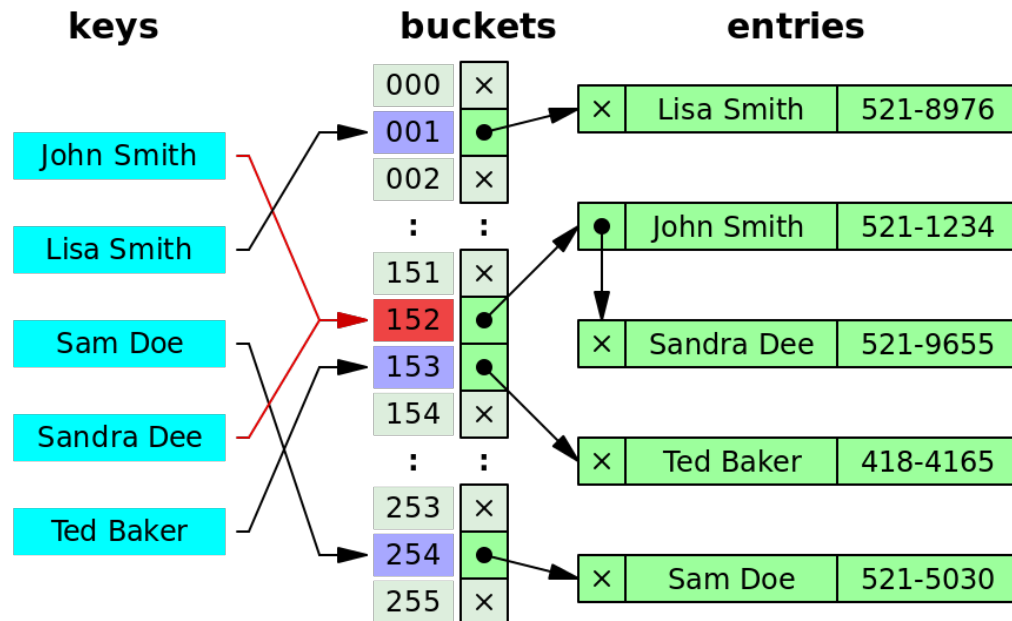 keys
buckets
entries
John Smith
Lisa Smith
Sam Doe
Sandra Dee
Ted Baker
000 ×
001
002 ×
: :
151 ×
152
153
154 ×
: :
253 ×
254
255 ×
× Lisa Smith 521-8976
John Smith 521-1234
× Sandra Dee 521-9655
× Ted Baker 418-4165
× Sam Doe 521-5030